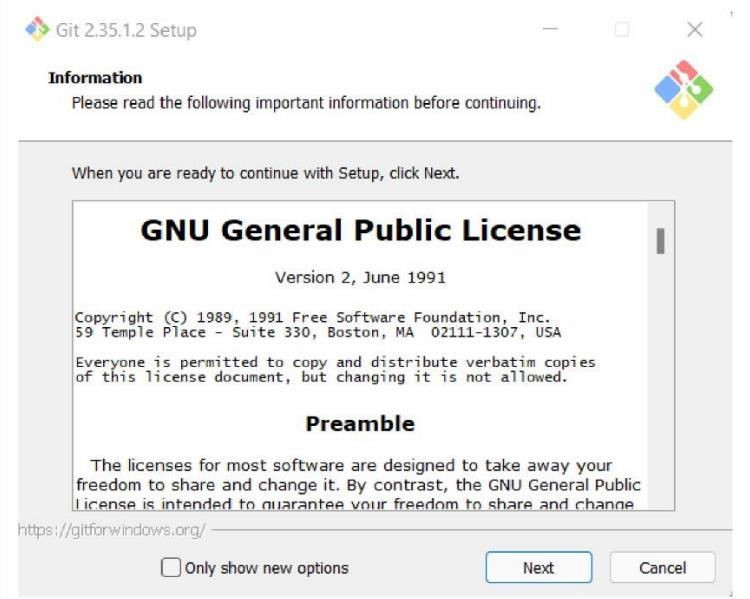 Git 2.35.1.2 Setup
Information
Please read the following important information before continuing.
When you are ready to continue with Setup, click Next.
GNU General Public License
Version 2, June 1991
Copyright (C) 1989, 1991 Free Software Foundation, Inc.
59 Temple Place - Suite 330, Boston, MA  02111-1307, USA
Everyone is permitted to copy and distribute verbatim copies
of this license document, but changing it is not allowed.
Preamble
The licenses for most software are designed to take away your
freedom to share and change it. By contrast, the GNU General Public
License is intended to guarantee your freedom to share and change
https://gitforwindows.org/
Only show new options
Next
Cancel